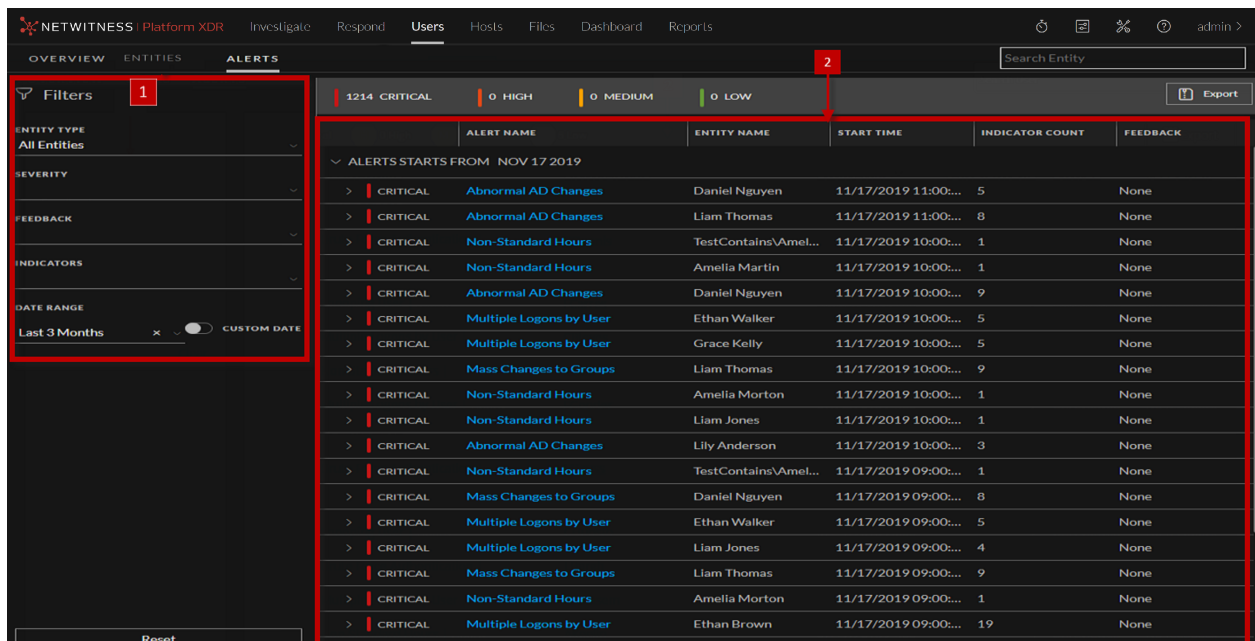 NETWITNESS Platform XDR Investigate Respond Users Hosts Files Dashboard Reports admin >
OVERVIEW ENTITIES ALERTS Search Entity
2
Filters 1
1214 CRITICAL 0 HIGH 0 MEDIUM 0 LOW Export
ENTITY TYPE
All Entities
SEVERITY
FEEDBACK
INDICATORS
DATE RANGE
Last 3 Months × CUSTOM DATE
Reset
ALERT NAME ENTITY NAME START TIME INDICATOR COUNT FEEDBACK
ALERTS STARTS FROM NOV 17 2019
> CRITICAL Abnormal AD Changes Daniel Nguyen 11/17/2019 11:00:... 5 None
> CRITICAL Abnormal AD Changes Liam Thomas 11/17/2019 11:00:... 8 None
> CRITICAL Non-Standard Hours TestContains\Amel... 11/17/2019 10:00:... 1 None
> CRITICAL Non-Standard Hours Amelia Martin 11/17/2019 10:00:... 1 None
> CRITICAL Abnormal AD Changes Daniel Nguyen 11/17/2019 10:00:... 9 None
> CRITICAL Multiple Logons by User Ethan Walker 11/17/2019 10:00:... 5 None
> CRITICAL Multiple Logons by User Grace Kelly 11/17/2019 10:00:... 5 None
> CRITICAL Mass Changes to Groups Liam Thomas 11/17/2019 10:00:... 9 None
> CRITICAL Non-Standard Hours Amelia Morton 11/17/2019 10:00:... 1 None
> CRITICAL Non-Standard Hours Liam Jones 11/17/2019 10:00:... 1 None
> CRITICAL Abnormal AD Changes Lily Anderson 11/17/2019 10:00:... 3 None
> CRITICAL Non-Standard Hours TestContains\Amel... 11/17/2019 09:00:... 1 None
> CRITICAL Mass Changes to Groups Daniel Nguyen 11/17/2019 09:00:... 8 None
> CRITICAL Multiple Logons by User Ethan Walker 11/17/2019 09:00:... 5 None
> CRITICAL Multiple Logons by User Liam Jones 11/17/2019 09:00:... 4 None
> CRITICAL Mass Changes to Groups Liam Thomas 11/17/2019 09:00:... 9 None
> CRITICAL Non-Standard Hours Amelia Morton 11/17/2019 09:00:... 1 None
> CRITICAL Multiple Logons by User Ethan Brown 11/17/2019 09:00:... 19 None